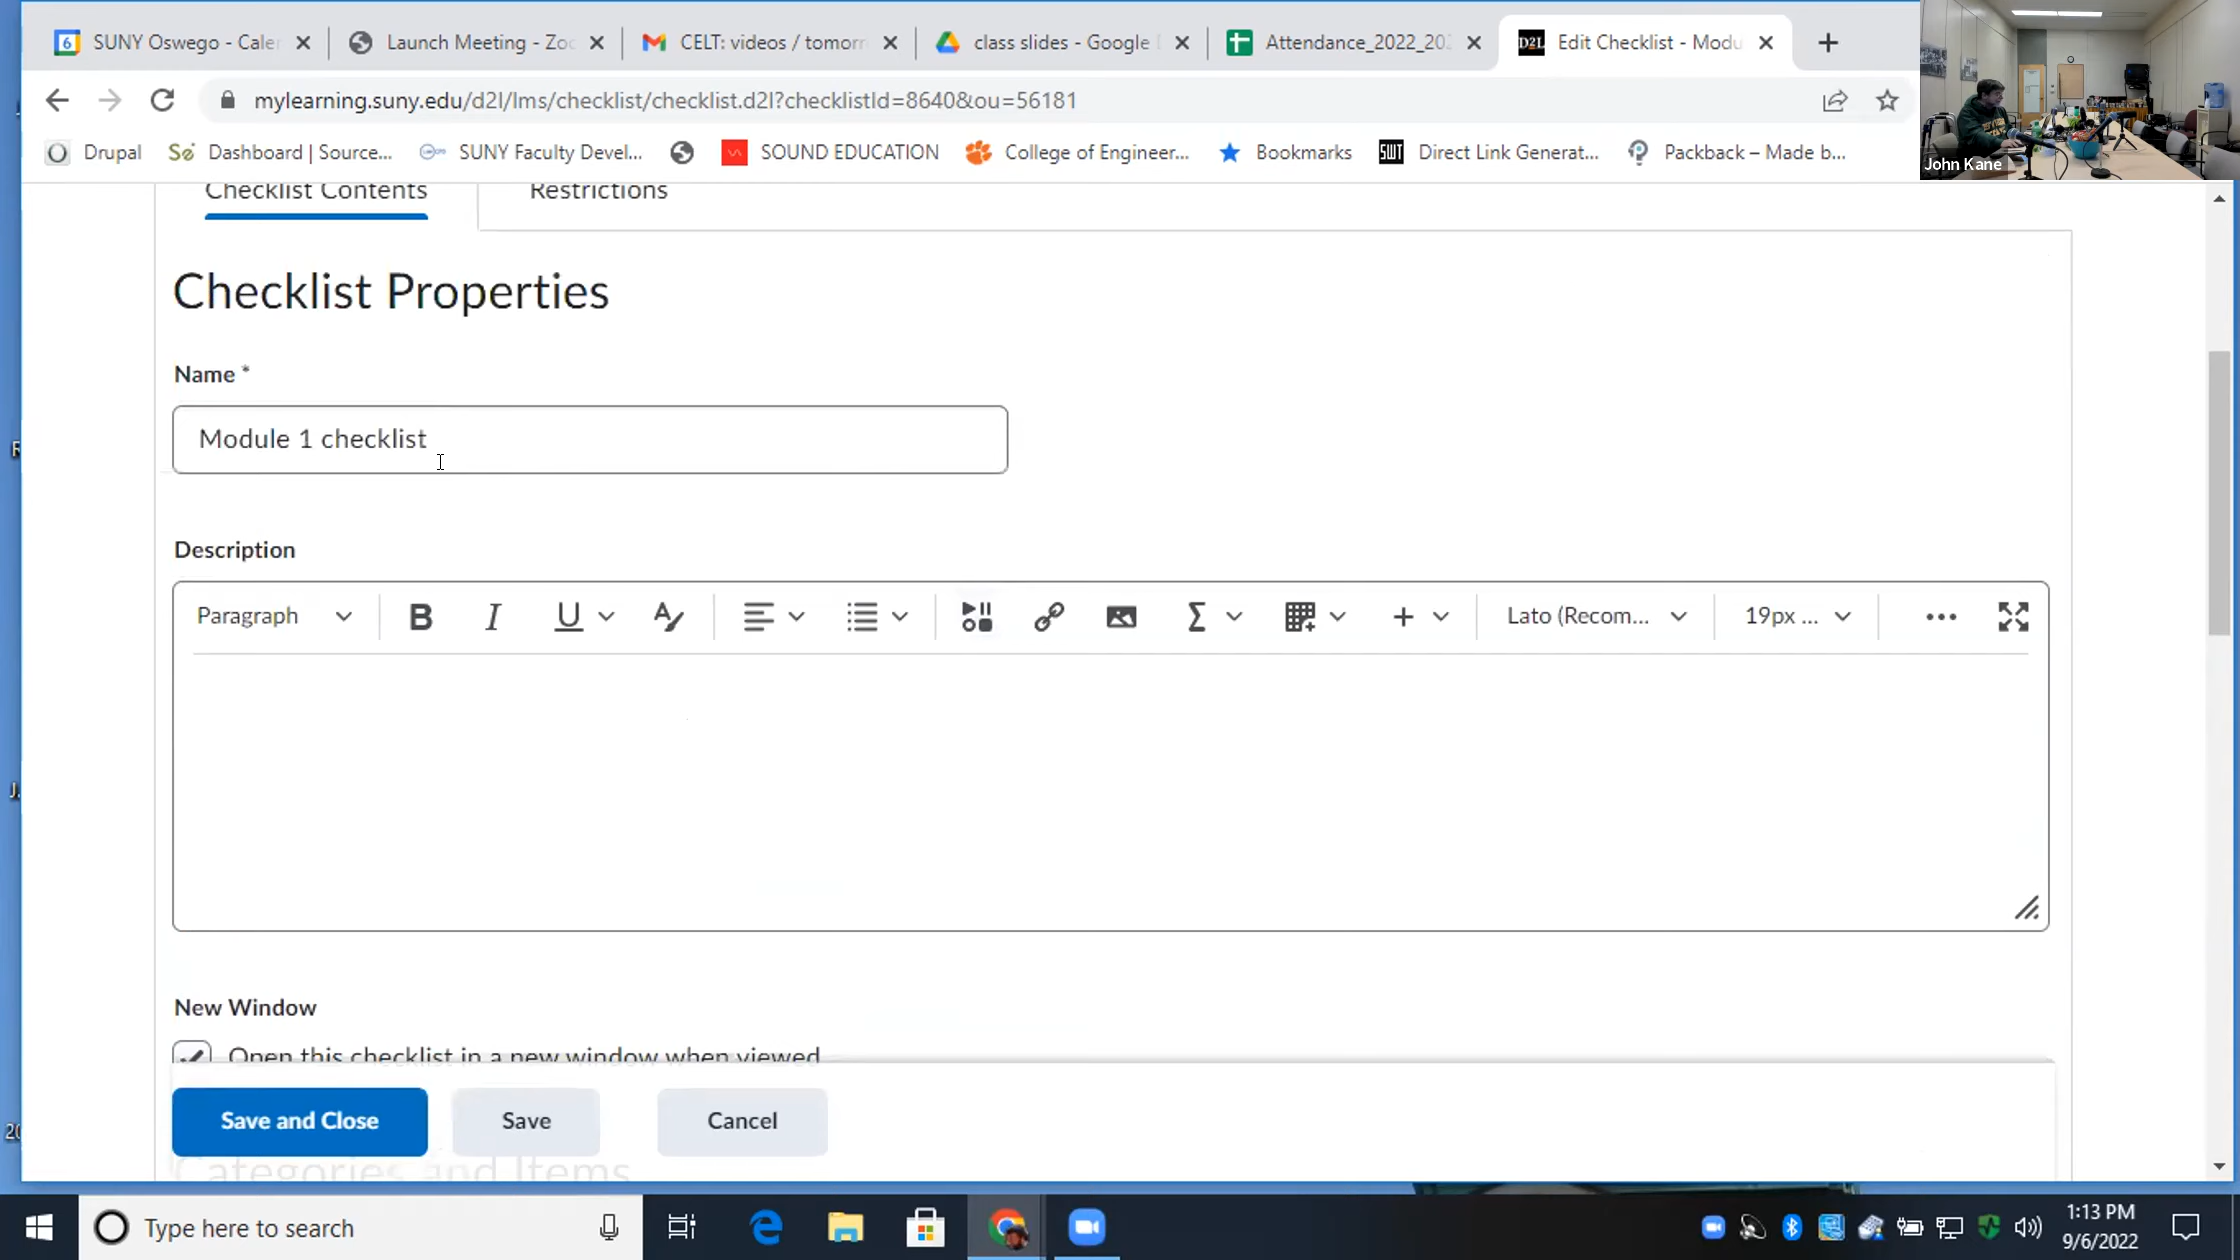 SUNY Oswego - Caler
Launch Meeting - Zoo
CELT: videos / tomorr
class slides - Google D
Attendance_2022_202
D2L Edit Checklist - Modu
mylearning.suny.edu/d2l/lms/checklist/checklist.d2l?checklistId=8640&ou=56181
Drupal
Dashboard | Source...
SUNY Faculty Devel...
SOUND EDUCATION
College of Engineer...
Bookmarks
SWT Direct Link Generat...
Packback – Made b...
John Kane
Checklist Contents
Restrictions
Checklist Properties
Name *
Module 1 checklist
Description
Paragraph
Lato (Recom...
19px ...
New Window
Open this checklist in a new window when viewed
Save and Close
Save
Cancel
Categories and Items
Type here to search
1:13 PM
9/6/2022